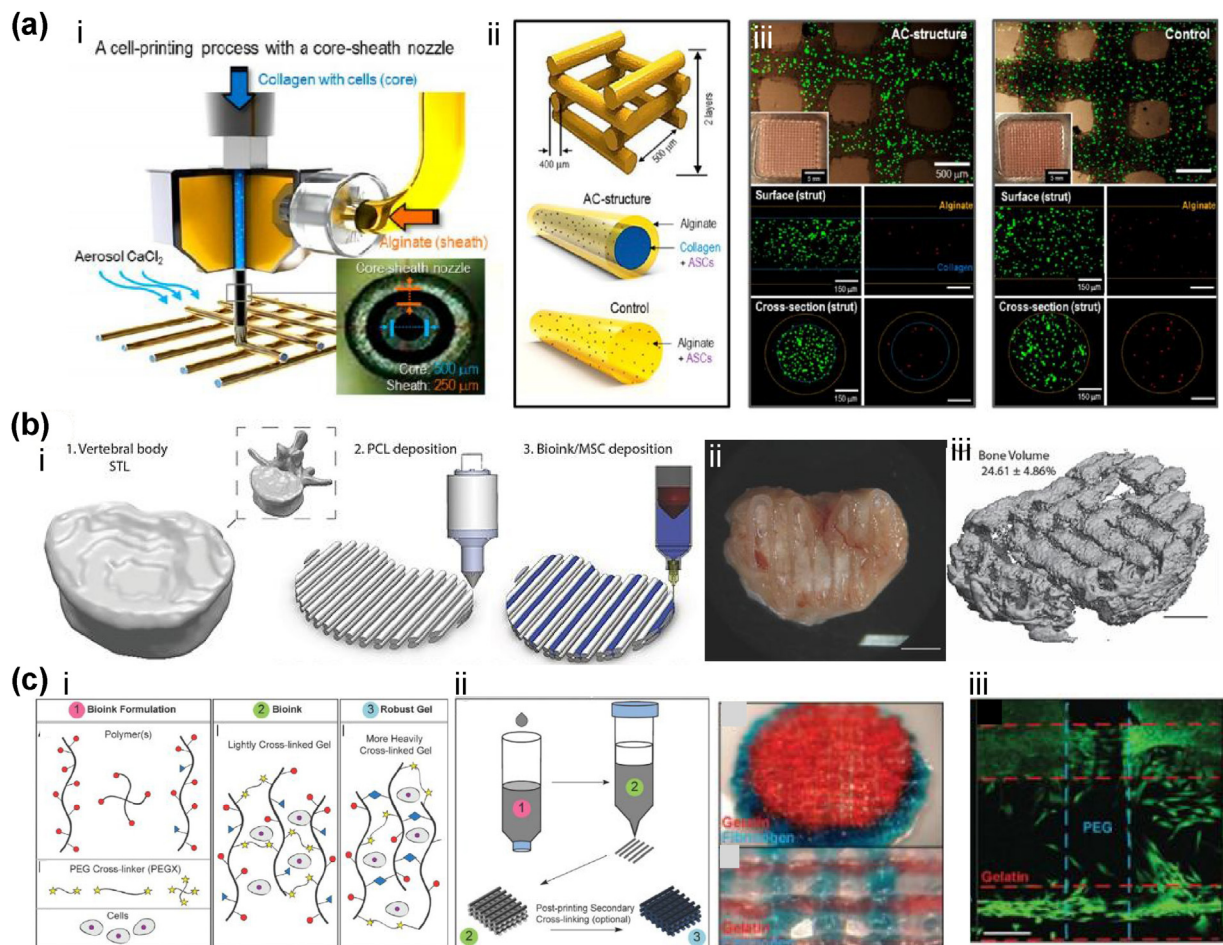 (a)
i
A cell-printing process with a core-sheath nozzle
Collagen with cells (core)
Alginate (sheath)
Aerosol CaCl2
Core-sheath nozzle
Core: 500 μm
Sheath: 250 μm
ii
2 layers
400 μm
500 μm
AC-structure
Alginate
Collagen
+ ASCs
Control
Alginate
+ ASCs
iii
AC-structure
5 mm
500 μm
Surface (strut)
Alginate
Collagen
150 μm
Cross-section (strut)
150 μm
Control
5 mm
Surface (strut)
Alginate
150 μm
Cross-section (strut)
150 μm
(b)
i
1. Vertebral body
STL
2. PCL deposition
3. Bioink/MSC deposition
ii
iii
Bone Volume
24.61 ± 4.86%
(c)
i
1 Bioink Formulation
Polymer(s)
PEG Cross-linker (PEGX)
Cells
2 Bioink
Lightly Cross-linked Gel
3 Robust Gel
More Heavily
Cross-linked Gel
ii
1
2
2
Post-printing Secondary
Cross-linking (optional)
3
Gelatin
Fibrinogen
Gelatin
iii
PEG
Gelatin